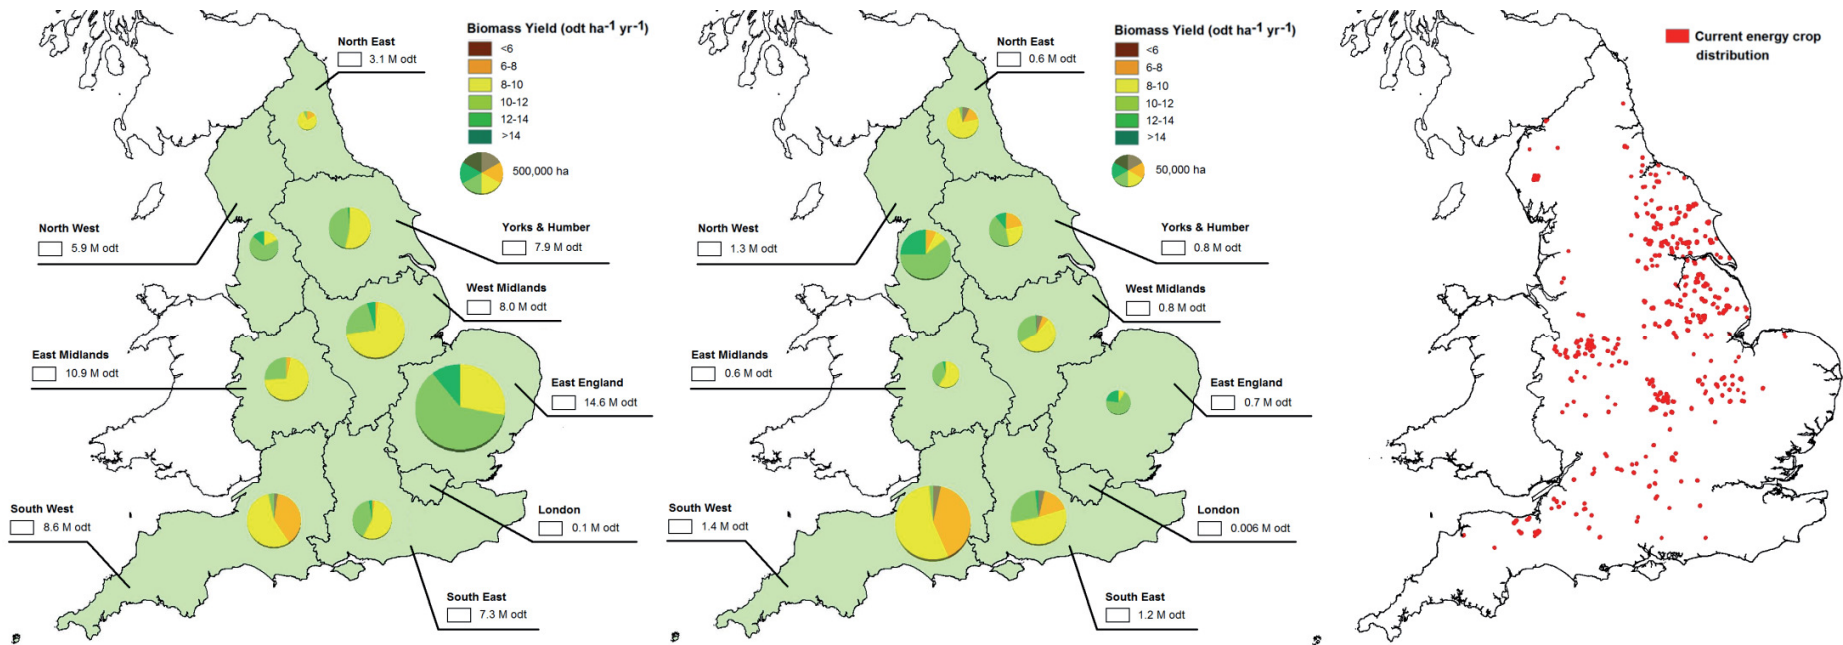 Biomass Yield (odt ha-1 yr-1)
<6
6-8
8-10
10-12
12-14
>14
500,000 ha
North East
3.1 M odt
North West
5.9 M odt
Yorks & Humber
7.9 M odt
West Midlands
8.0 M odt
East Midlands
10.9 M odt
East England
14.6 M odt
South West
8.6 M odt
London
0.1 M odt
South East
7.3 M odt
Biomass Yield (odt ha-1 yr-1)
<6
6-8
8-10
10-12
12-14
>14
50,000 ha
North East
0.6 M odt
North West
1.3 M odt
Yorks & Humber
0.8 M odt
West Midlands
0.8 M odt
East Midlands
0.6 M odt
East England
0.7 M odt
South West
1.4 M odt
London
0.006 M odt
South East
1.2 M odt
Current energy crop
distribution